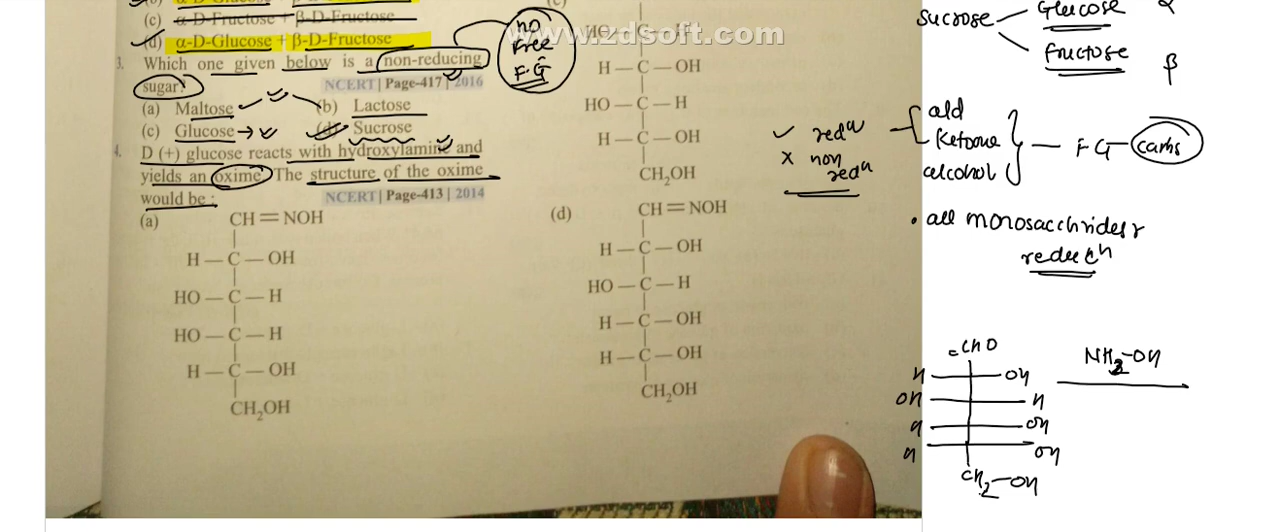 (c) α-D-Fructose + β-D-Fructose
(d) α-D-Glucose + β-D-Fructose
3. Which one given below is a non-reducing
sugar?
NCERT | Page-417 | 2016
(a) Maltose
(b) Lactose
(c) Glucose
(d) Sucrose
4. D (+) glucose reacts with hydroxylamine and
yields an oxime. The structure of the oxime
would be :
NCERT | Page-413 | 2014
(a)
CH=NOH
H—C—OH
HO—C—H
HO—C—H
H—C—OH
CH₂OH
no
free
F.G
www.zdsoft.com
H—C—OH
HO—C—H
H—C—OH
CH₂OH
(d)
CH=NOH
H—C—OH
HO—C—H
H—C—OH
H—C—OH
CH₂OH
Sucrose
Glucose
α
fructose
β
✓ redⁿ
× non
redⁿ
ald
Ketone
alcohol
FG
• all monosacchrides r
CHO
NH2-OH
H OH
OH H
H OH
H OH
CH2-OH